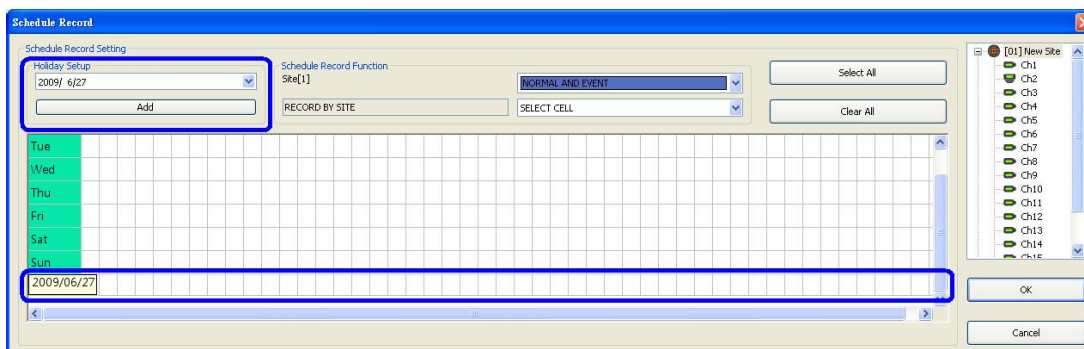 Schedule Record
Schedule Record Setting
Holiday Setup
2009/ 6/27
Add
Schedule Record Function
Site[1]
NORMAL AND EVENT
RECORD BY SITE
SELECT CELL
Select All
Clear All
Tue
Wed
Thu
Fri
Sat
Sun
2009/06/27
[01] New Site
Ch1
Ch2
Ch3
Ch4
Ch5
Ch6
Ch7
Ch8
Ch9
Ch10
Ch11
Ch12
Ch13
Ch14
Ch15
OK
Cancel